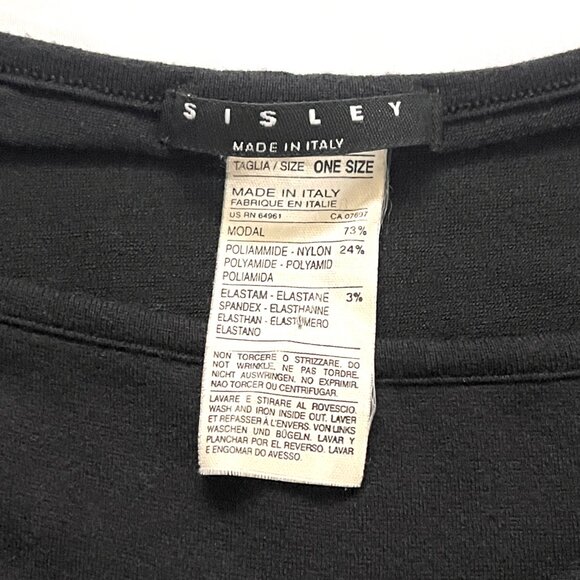 SISLEY
MADE IN ITALY
TAGLIA / SIZE ONE SIZE
MADE IN ITALY
FABRIQUE EN ITALIE
US RN 64961 CA 07697
MODAL 73%
POLIAMMIDE - NYLON 24%
POLYAMIDE - POLYAMID
POLIAMIDA
ELASTAM - ELASTANE 3%
SPANDEX - ELASTHANNE
ELASTHAN - ELASTÓMERO
ELASTANO
NON TORCERE O STRIZZARE. DO
NOT WRINKLE. NE PAS TORDRE.
NICHT AUSWRINGEN. NO EXPRIMIR.
NAO TORCER OU CENTRIFUGAR.
LAVARE E STIRARE AL ROVESCIO.
WASH AND IRON INSIDE OUT. LAVER
ET REPASSER À L'ENVERS. VON LINKS
WASCHEN UND BÜGELN. LAVAR Y
PLANCHAR POR EL REVERSO. LAVAR
E ENGOMAR DO AVESSO.